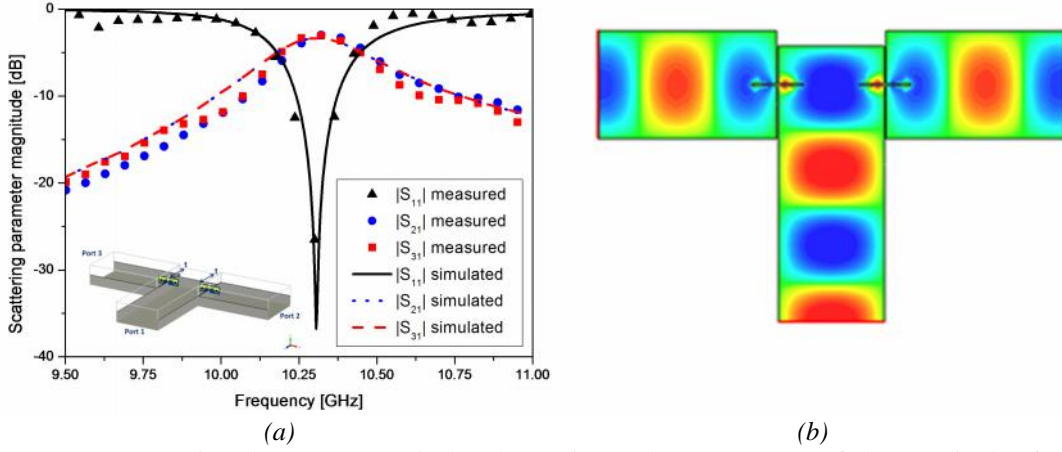 0
-10
-20
-30
-40
Scattering parameter magnitude [dB]
|S11| measured
|S21| measured
|S31| measured
|S11| simulated
|S21| simulated
|S31| simulated
Port 3
1
1
Port 1
Port 2
9.50 9.75 10.00 10.25 10.50 10.75 11.00
Frequency [GHz]
(a)
(b)